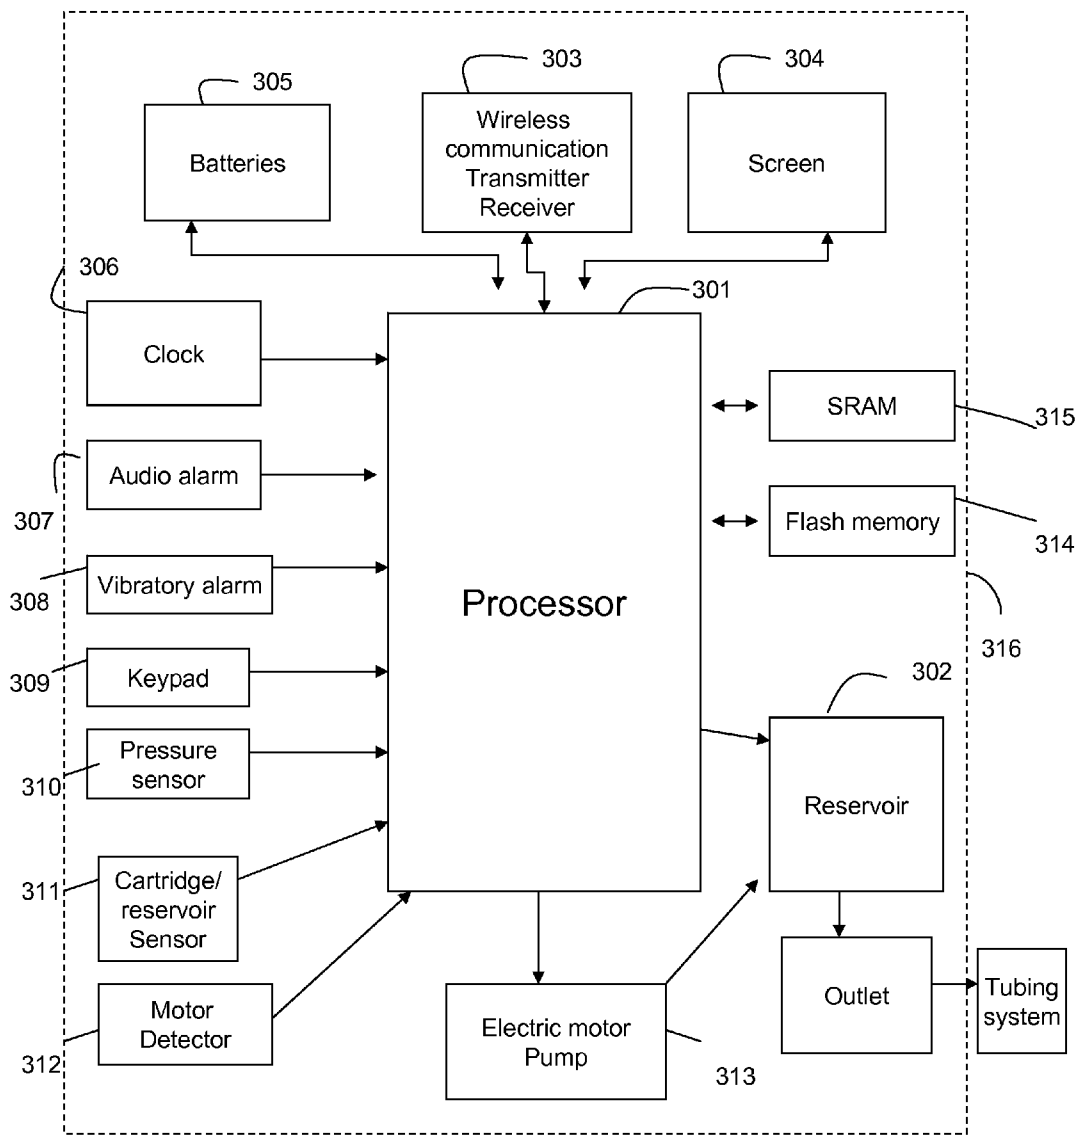 305
303
304
Batteries
Wireless
communication
Transmitter
Receiver
Screen
306
301
Clock
SRAM
315
Audio alarm
307
Flash memory
314
Vibratory alarm
308
Processor
316
Keypad
309
302
Pressure
sensor
310
Reservoir
311
Cartridge/
reservoir
Sensor
Outlet
Tubing
system
Motor
Detector
312
Electric motor
Pump
313